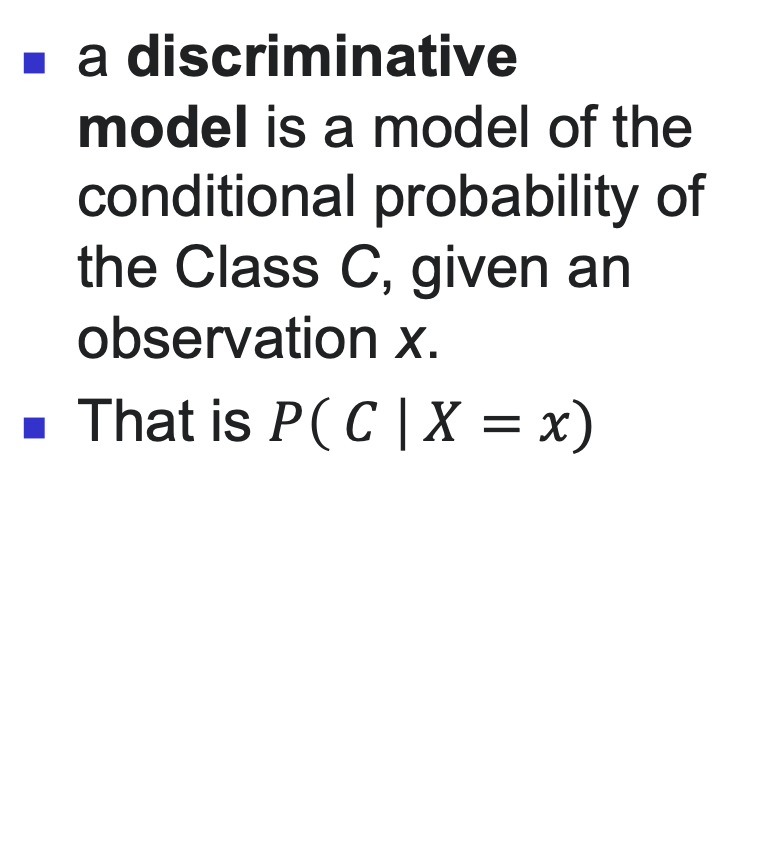 ▪ a discriminative
model is a model of the
conditional probability of
the Class C, given an
observation x.
▪ That is P( C | X = x)